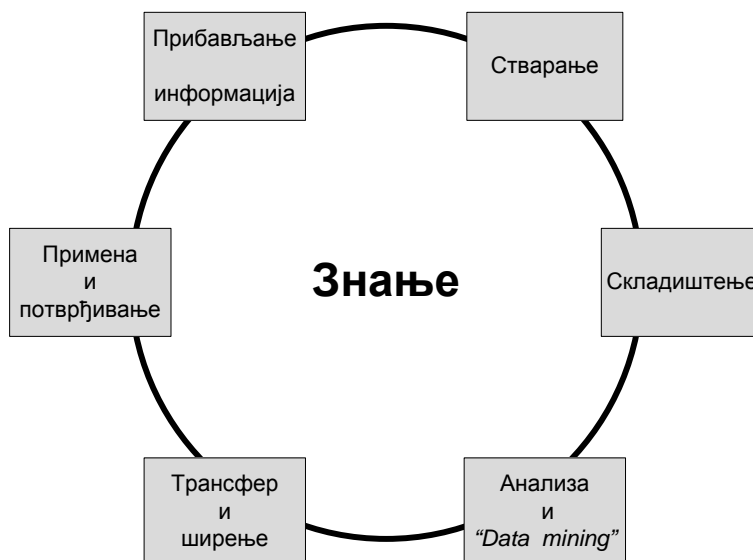 Прибављање
информација
Стварање
Примена
и
потврђивање
Знање
Складиштење
Трансфер
и
ширење
Анализа
и
“Data mining”